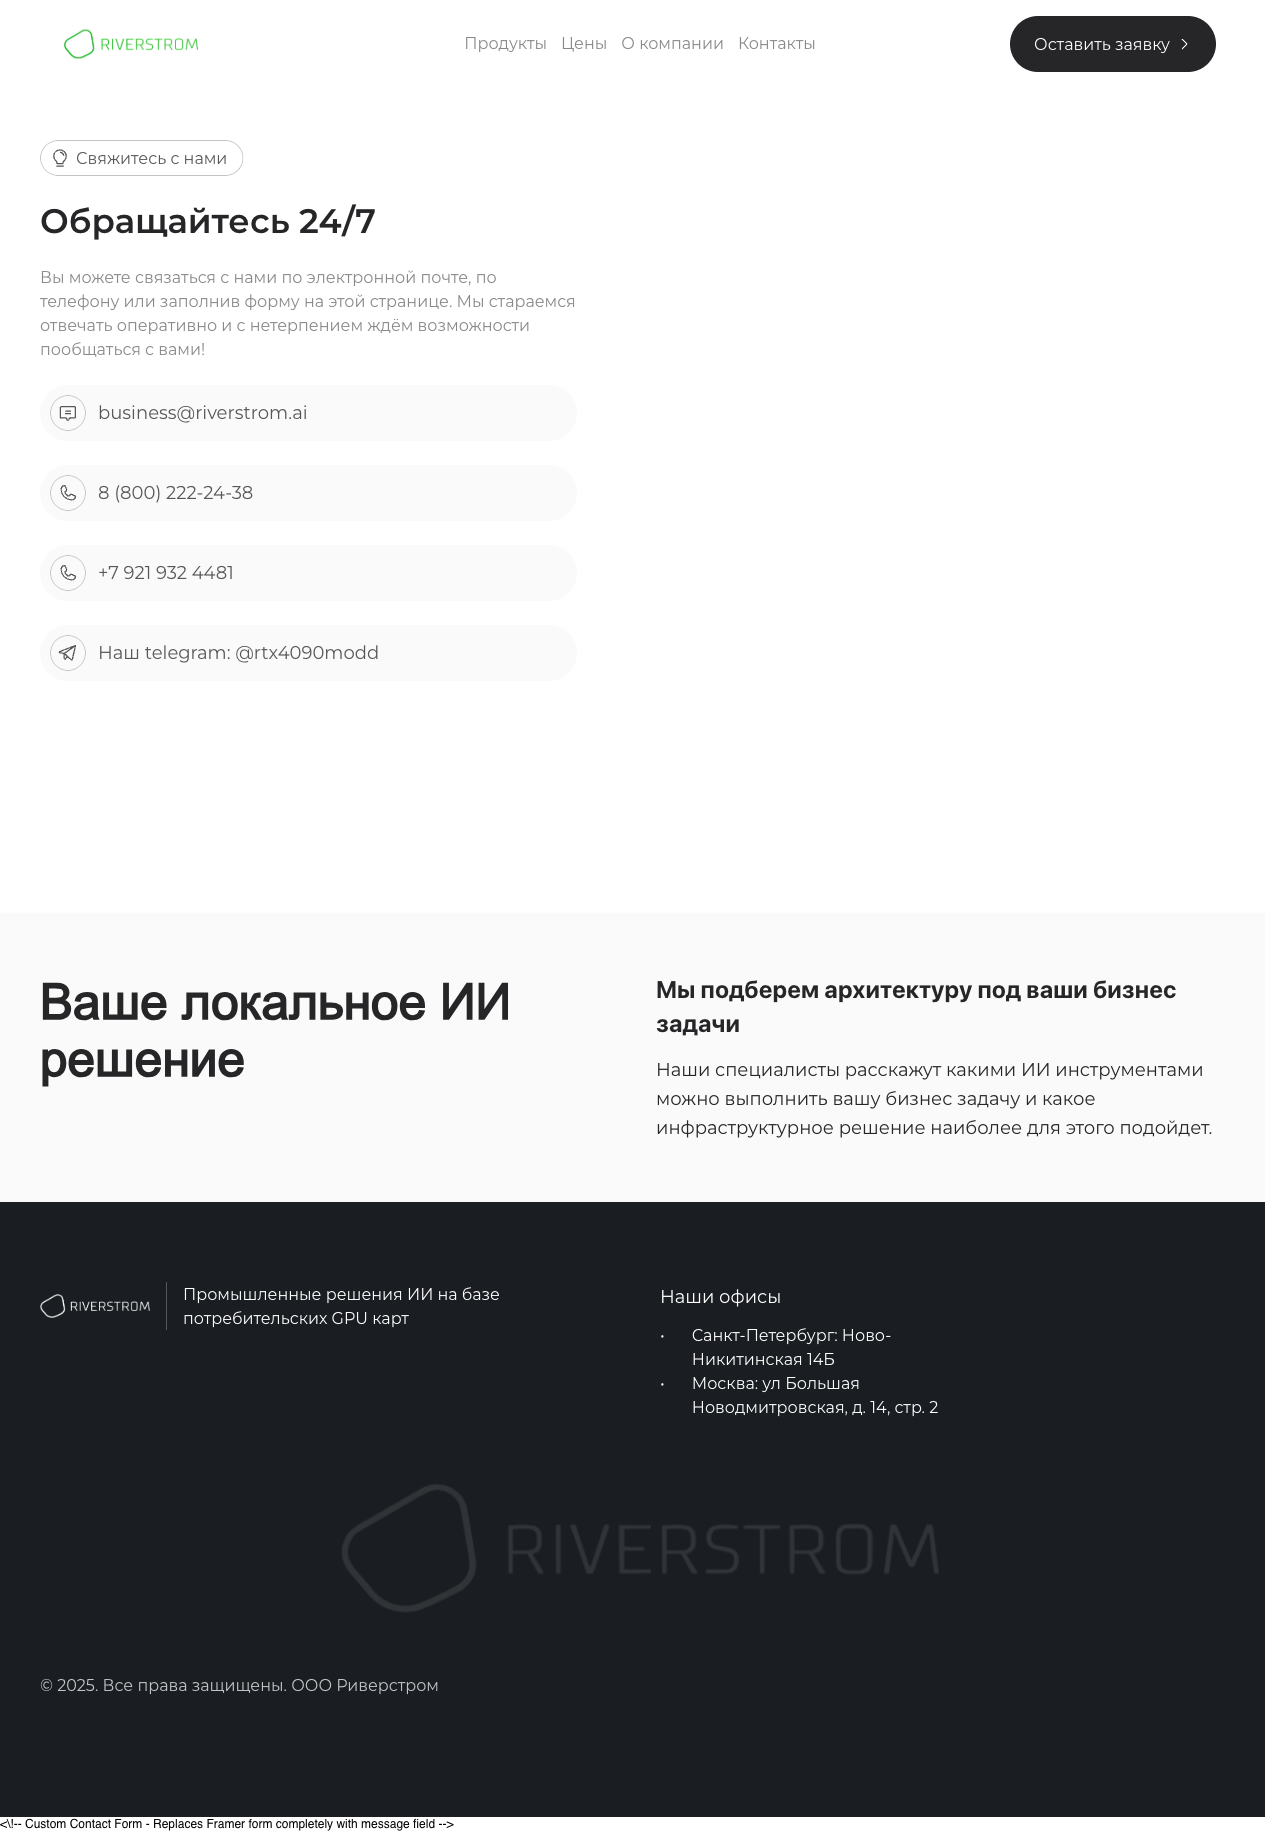 RIVERSTROM
Продукты Цены О компании Контакты
Оставить заявку
Свяжитесь с нами
Обращайтесь 24/7
Вы можете связаться с нами по электронной почте, по
телефону или заполнив форму на этой странице. Мы стараемся
отвечать оперативно и с нетерпением ждём возможности
пообщаться с вами!
business@riverstrom.ai
8 (800) 222-24-38
+7 921 932 4481
Наш telegram: @rtx4090modd
Ваше локальное ИИ
решение
Мы подберем архитектуру под ваши бизнес
задачи
Наши специалисты расскажут какими ИИ инструментами
можно выполнить вашу бизнес задачу и какое
инфраструктурное решение наиболее для этого подойдет.
RIVERSTROM
Промышленные решения ИИ на базе
потребительских GPU карт
Наши офисы
• Санкт-Петербург: Ново-
Никитинская 14Б
• Москва: ул Большая
Новодмитровская, д. 14, стр. 2
RIVERSTROM
© 2025. Все права защищены. ООО Риверстром
<\!-- Custom Contact Form - Replaces Framer form completely with message field -->